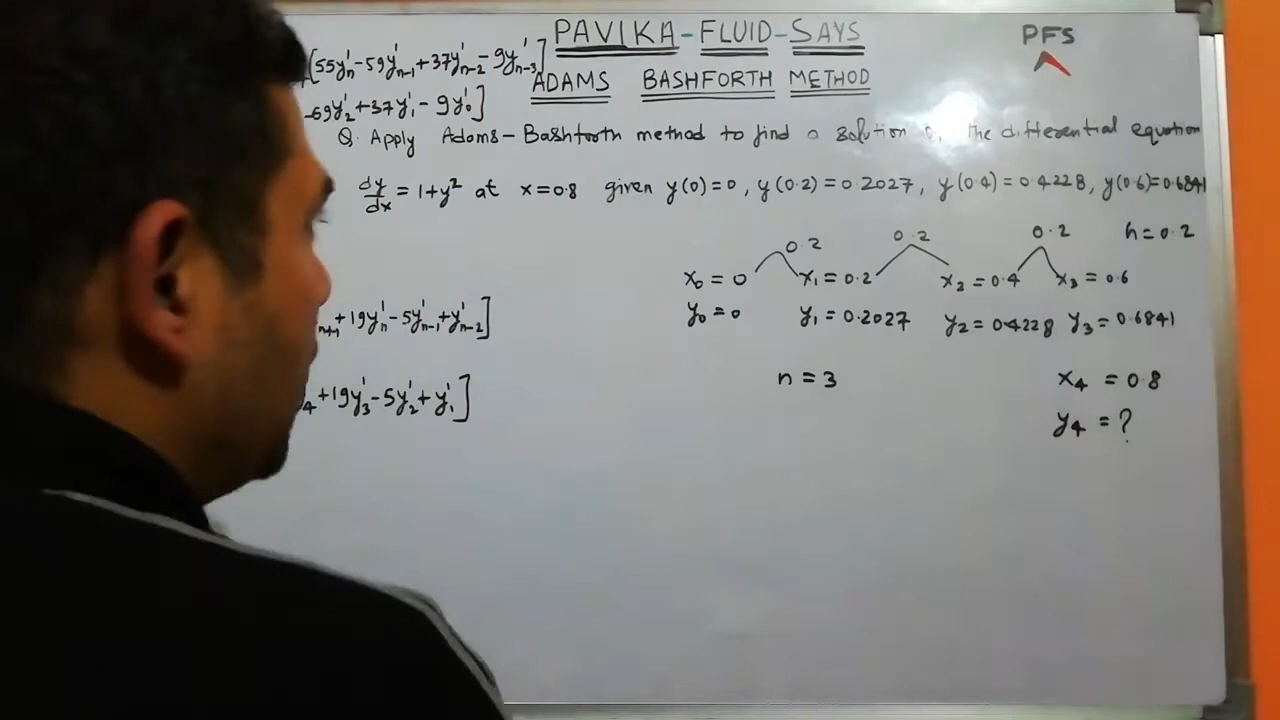 PAVIKA-FLUID-SAYS
PFS
[55y'n-59y'n-1+37y'n-2-9y'n-3]
ADAMS BASHFORTH METHOD
-59y'2+37y'1-9y'0]
Q. Apply Adams-Bashforth method to find a solution the differential equation
dy/dx = 1+y² at x=0.8 given y(0)=0, y(0.2)=0.2027, y(0.4)=0.4228, y(0.6)=0.6841
0.2 0.2 0.2 h=0.2
x0=0 x1=0.2 x2=0.4 x3=0.6
y0=0 y1=0.2027 y2=0.4228 y3=0.6841
n+1+19y'n-5y'n-1+y'n-2]
n=3 x4=0.8
4+19y'3-5y'2+y'1]
y4=?